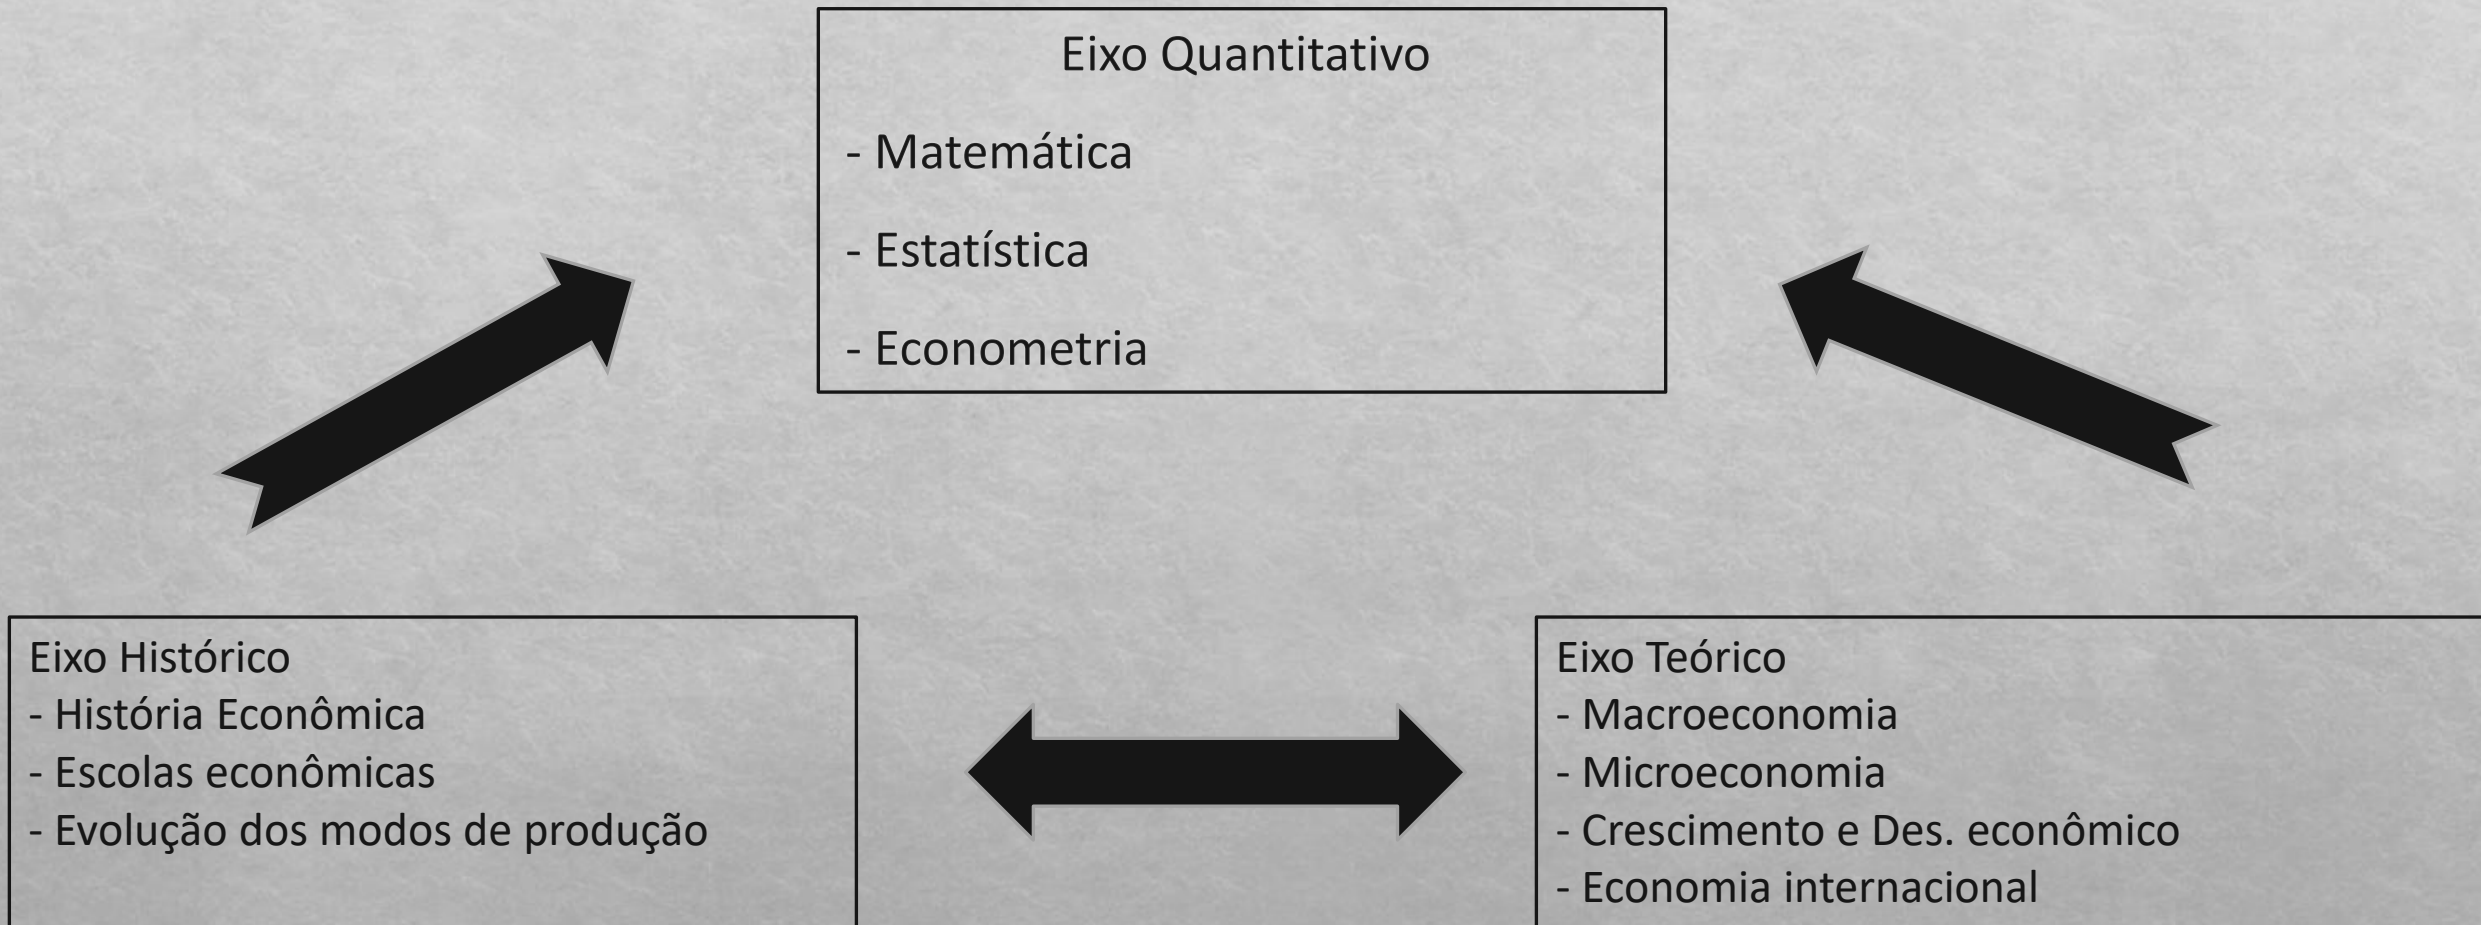 Eixo Quantitativo
- Matemática
- Estatística
- Econometria
Eixo Histórico
- História Econômica
- Escolas econômicas
- Evolução dos modos de produção
Eixo Teórico
- Macroeconomia
- Microeconomia
- Crescimento e Des. econômico
- Economia internacional